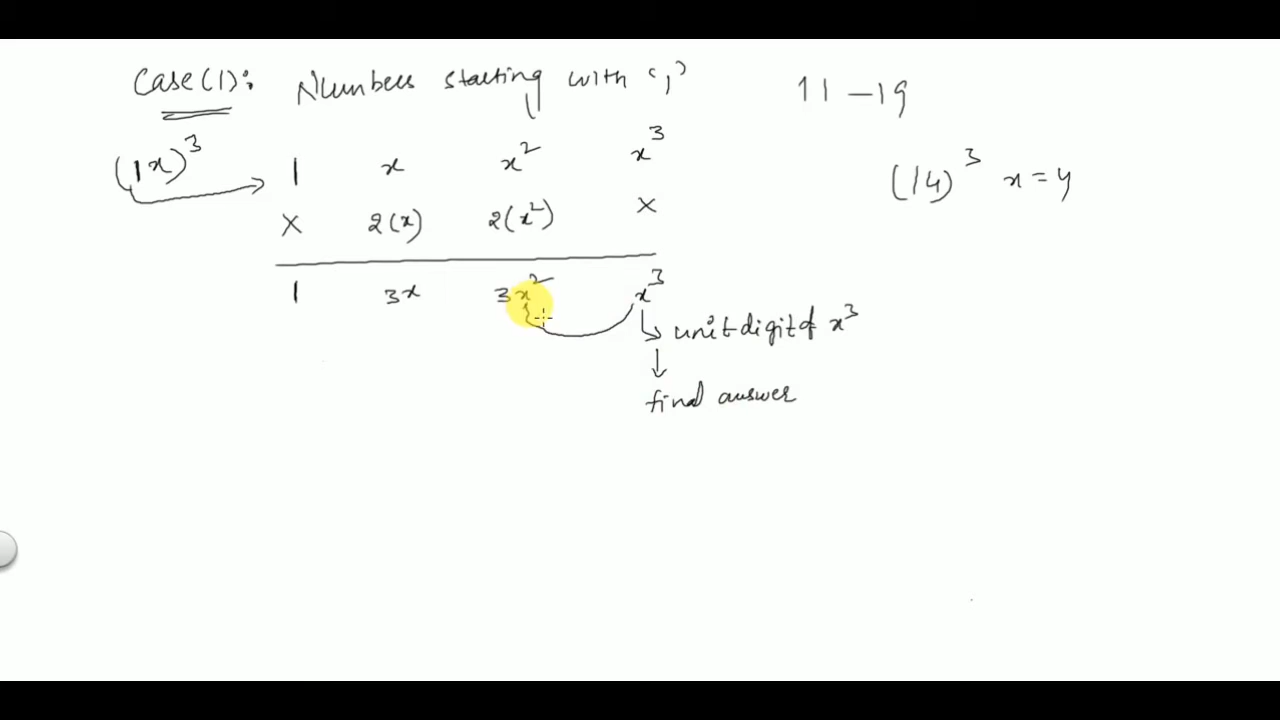 Case(1): Numbers starting with '1' 11 – 19
(1x)³ 1 x x² x³
(14)³ x = 4
× 2(x) 2(x²) ×
1 3x 3x² x³
unit digit of x³
final answer